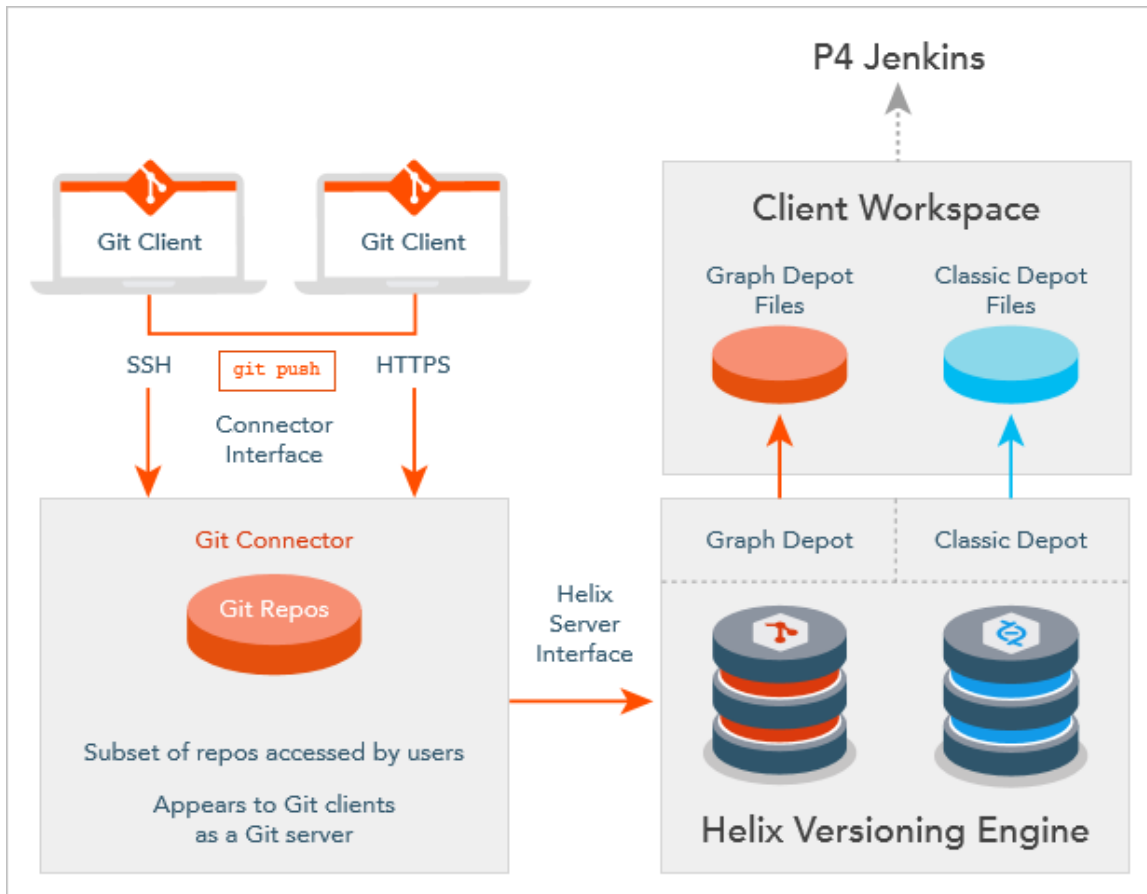 P4 Jenkins
Git Client
Git Client
SSH
git push
HTTPS
Connector
Interface
Git Connector
Git Repos
Subset of repos accessed by users
Appears to Git clients
as a Git server
Helix
Server
Interface
Client Workspace
Graph Depot
Files
Classic Depot
Files
Graph Depot
Classic Depot
Helix Versioning Engine